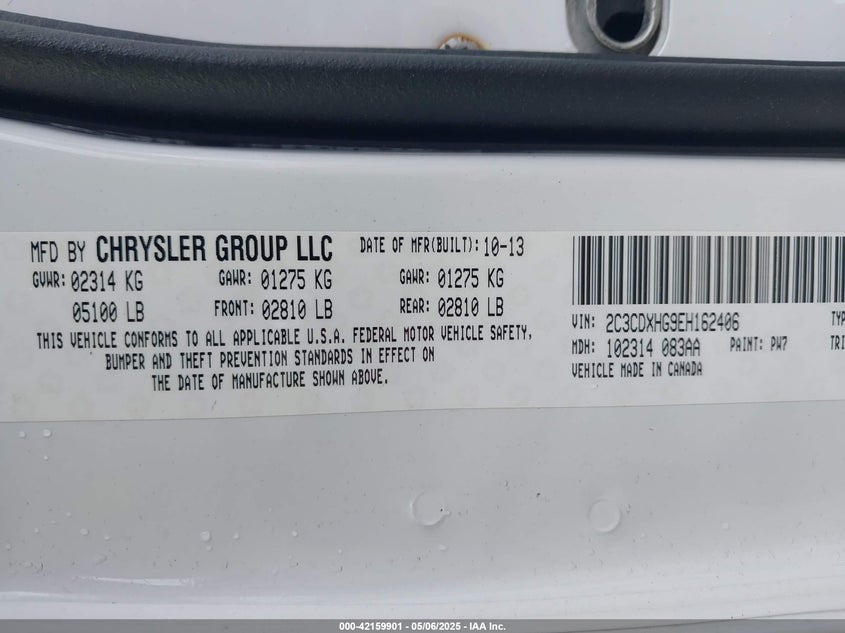 MFD BY CHRYSLER GROUP LLC DATE OF MFR(BUILT): 10-13
GVWR: 02314 KG GAWR: 01275 KG GAWR: 01275 KG
05100 LB FRONT: 02810 LB REAR: 02810 LB
THIS VEHICLE CONFORMS TO ALL APPLICABLE U.S.A. FEDERAL MOTOR VEHICLE SAFETY,
BUMPER AND THEFT PREVENTION STANDARDS IN EFFECT ON
THE DATE OF MANUFACTURE SHOWN ABOVE.
VIN: 2C3CDXHG9EH162406 TYP
MDH: 102314 083AA PAINT: PW7 TRI
VEHICLE MADE IN CANADA
000-42159901 - 05/06/2025 - IAA Inc.